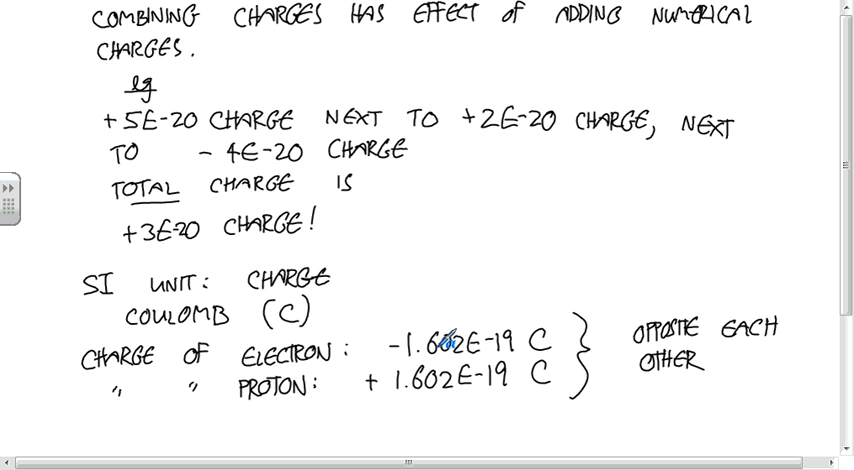 COMBINING CHARGES HAS EFFECT OF ADDING NUMERICAL
CHARGES.
eg
+5E-20 CHARGE NEXT TO +2E-20 CHARGE, NEXT
TO - 4E-20 CHARGE
TOTAL CHARGE IS
+3E-20 CHARGE!
SI UNIT: CHARGE
COULOMB (C)
CHARGE OF ELECTRON: -1.602E-19 C } OPPOSITE EACH
" " PROTON: + 1.602E-19 C } OTHER